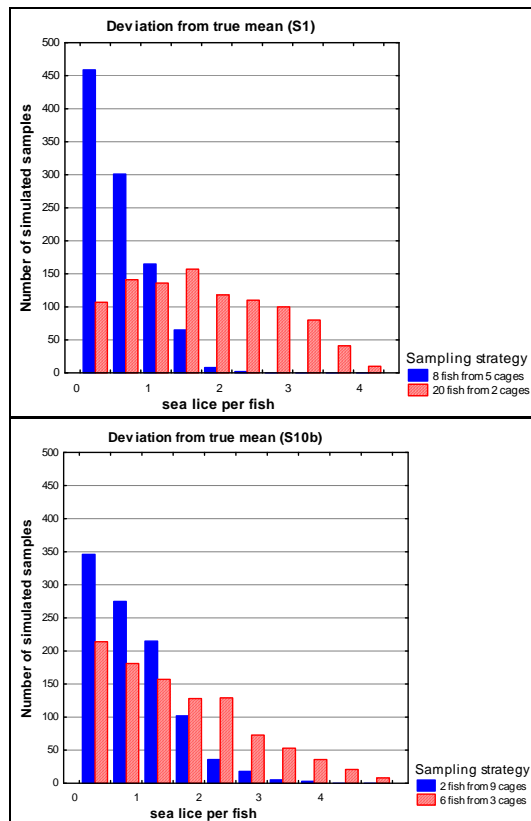 Deviation from true mean (S1)
500
450
400
350
300
250
200
150
100
50
0
Number of simulated samples
0 1 2 3 4
sea lice per fish
Sampling strategy
8 fish from 5 cages
20 fish from 2 cages
Deviation from true mean (S10b)
500
450
400
350
300
250
200
150
100
50
0
Number of simulated samples
0 1 2 3 4
sea lice per fish
Sampling strategy
2 fish from 9 cages
6 fish from 3 cages